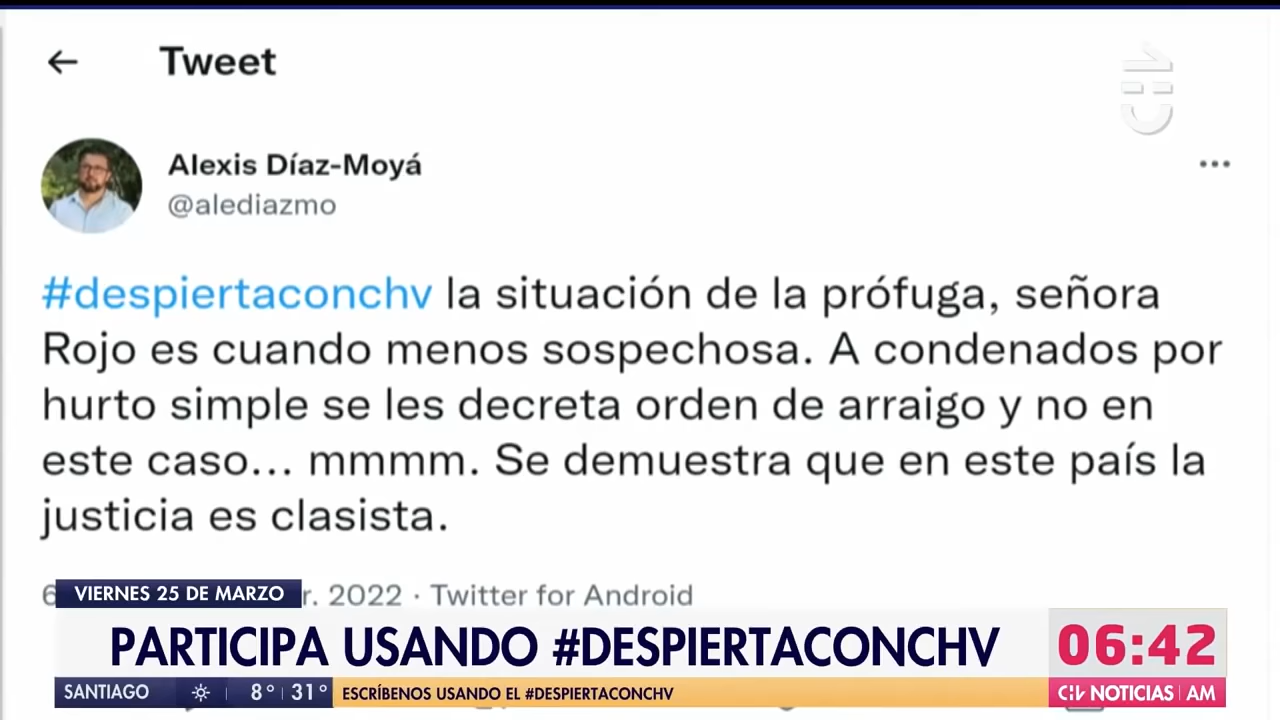 Tweet
CHV
Alexis Díaz-Moyá
@alediazmo
#despiertaconchv la situación de la prófuga, señora
Rojo es cuando menos sospechosa. A condenados por
hurto simple se les decreta orden de arraigo y no en
este caso... mmmm. Se demuestra que en este país la
justicia es clasista.
6
r. 2022 · Twitter for Android
VIERNES 25 DE MARZO
PARTICIPA USANDO #DESPIERTACONCHV
06:42
SANTIAGO 8° 31° ESCRÍBENOS USANDO EL #DESPIERTACONCHV
CHV NOTICIAS AM